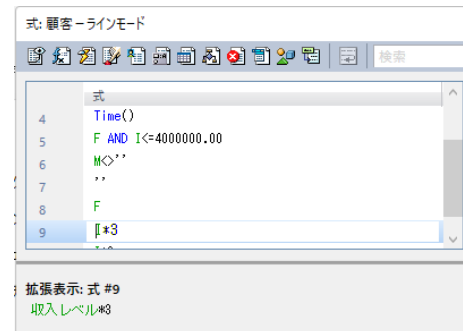 式: 顧客－ラインモード
検索
式
4 Time()
5 F AND I<=4000000.00
6 M<>''
7 ''
8 F
9 I*3
拡張表示: 式 #9
収入レベル*3